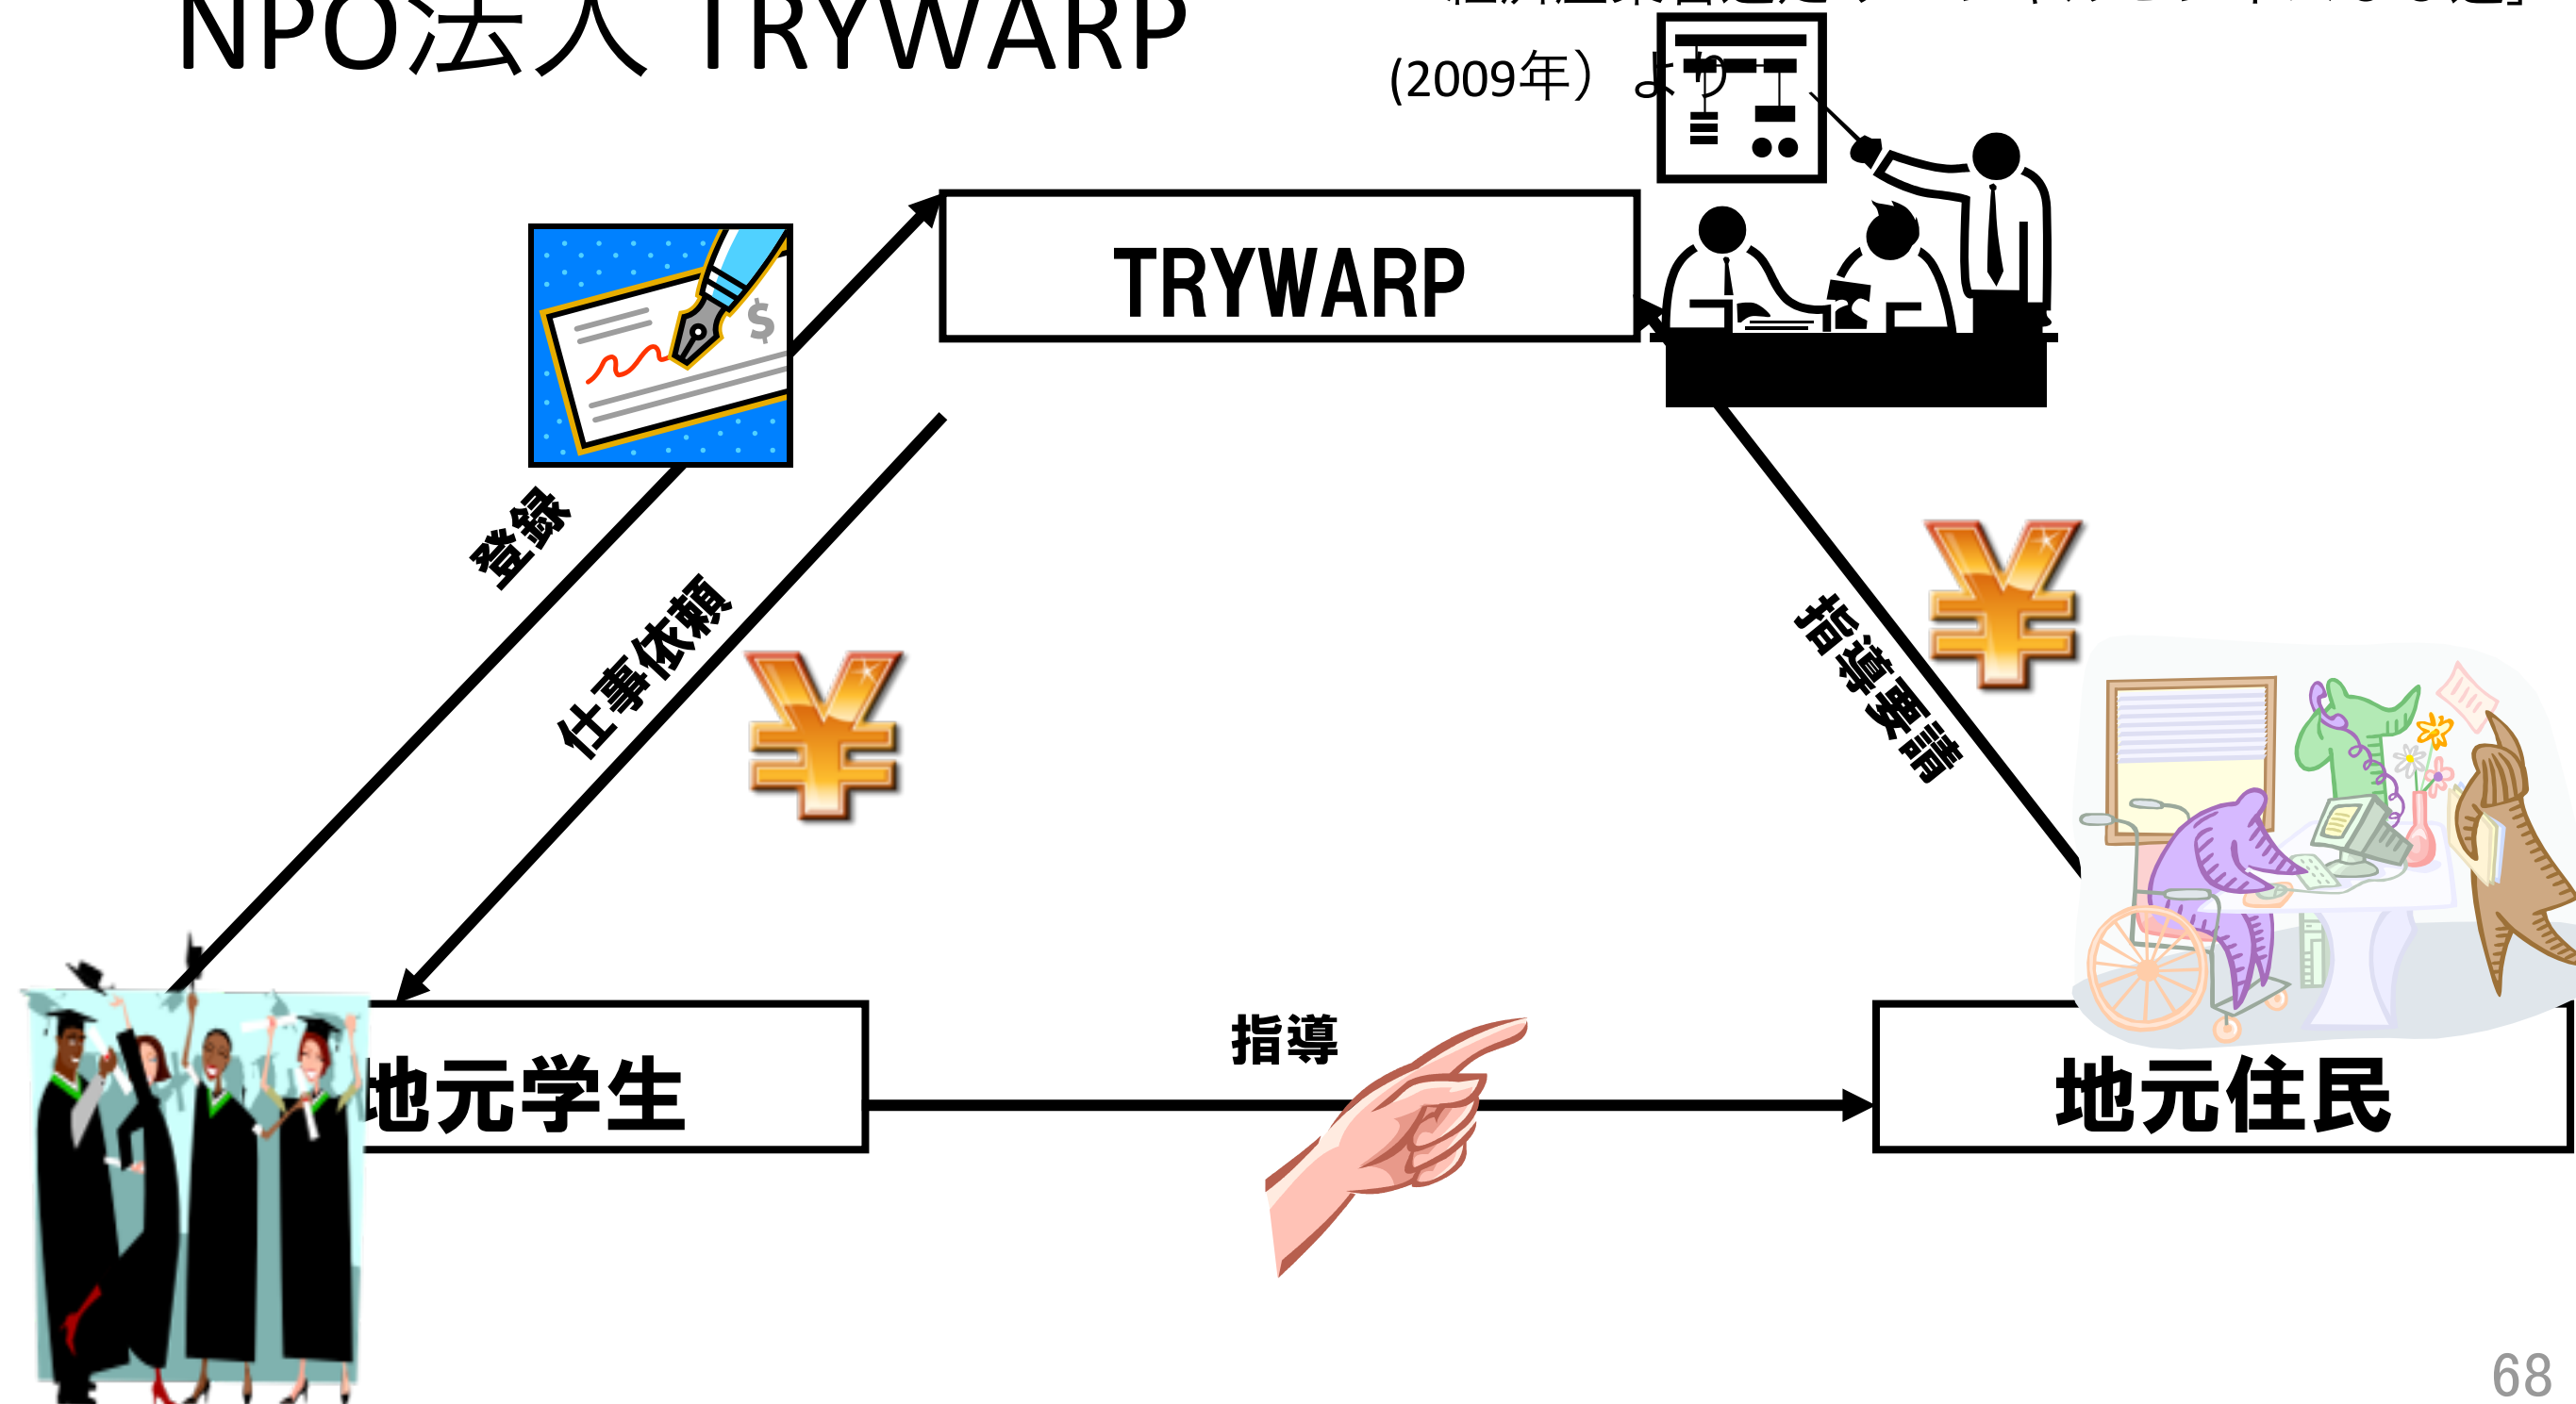 NPO法人 TRYWARP
(2009年）より
TRYWARP
登録
仕事依頼
指導要請
指導
地元学生
地元住民
68